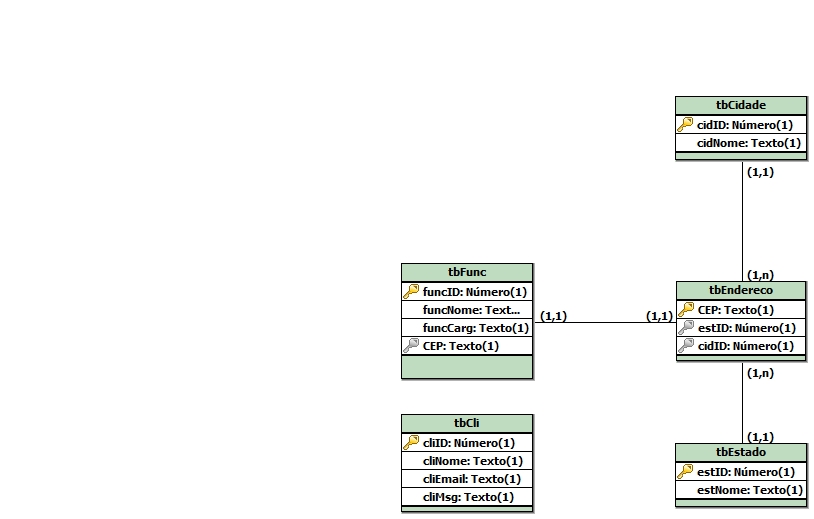 tbCidade
cidID: Número(1)
cidNome: Texto(1)
(1,1)
(1,n)
tbFunc
funcID: Número(1)
funcNome: Text...
funcCarg: Texto(1)
CEP: Texto(1)
(1,1)
(1,1)
tbEndereco
CEP: Texto(1)
estID: Número(1)
cidID: Número(1)
(1,n)
(1,1)
tbCli
cliID: Número(1)
cliNome: Texto(1)
cliEmail: Texto(1)
cliMsg: Texto(1)
tbEstado
estID: Número(1)
estNome: Texto(1)